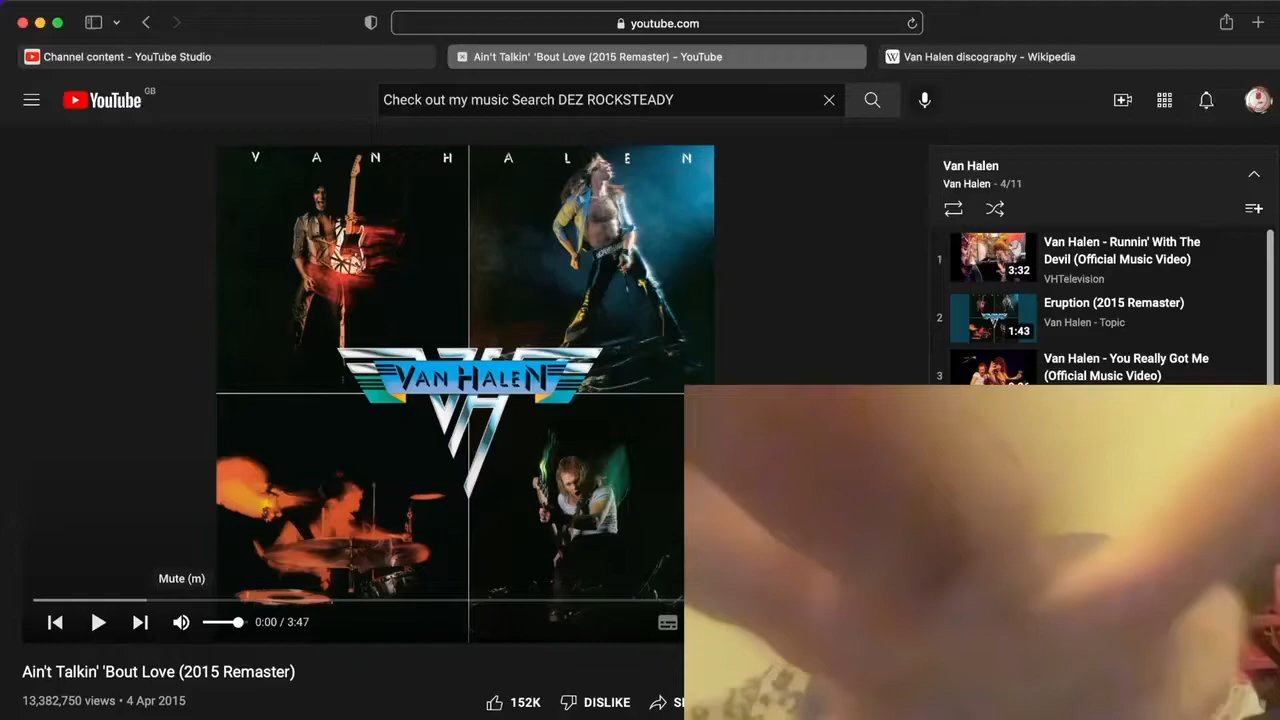 youtube.com
Channel content - YouTube Studio
Ain't Talkin' 'Bout Love (2015 Remaster) - YouTube
W
Van Halen discography - Wikipedia
YouTube GB
Check out my music Search DEZ ROCKSTEADY
VAN HALEN
VAN HALEN
VH
Van Halen
Van Halen - 4/11
1
3:32
Van Halen - Runnin' With The
Devil (Official Music Video)
VHTelevision
2
1:43
Eruption (2015 Remaster)
Van Halen - Topic
3
Van Halen - You Really Got Me
(Official Music Video)
Mute (m)
0:00 / 3:47
Ain't Talkin' 'Bout Love (2015 Remaster)
13,382,750 views • 4 Apr 2015
152K
DISLIKE